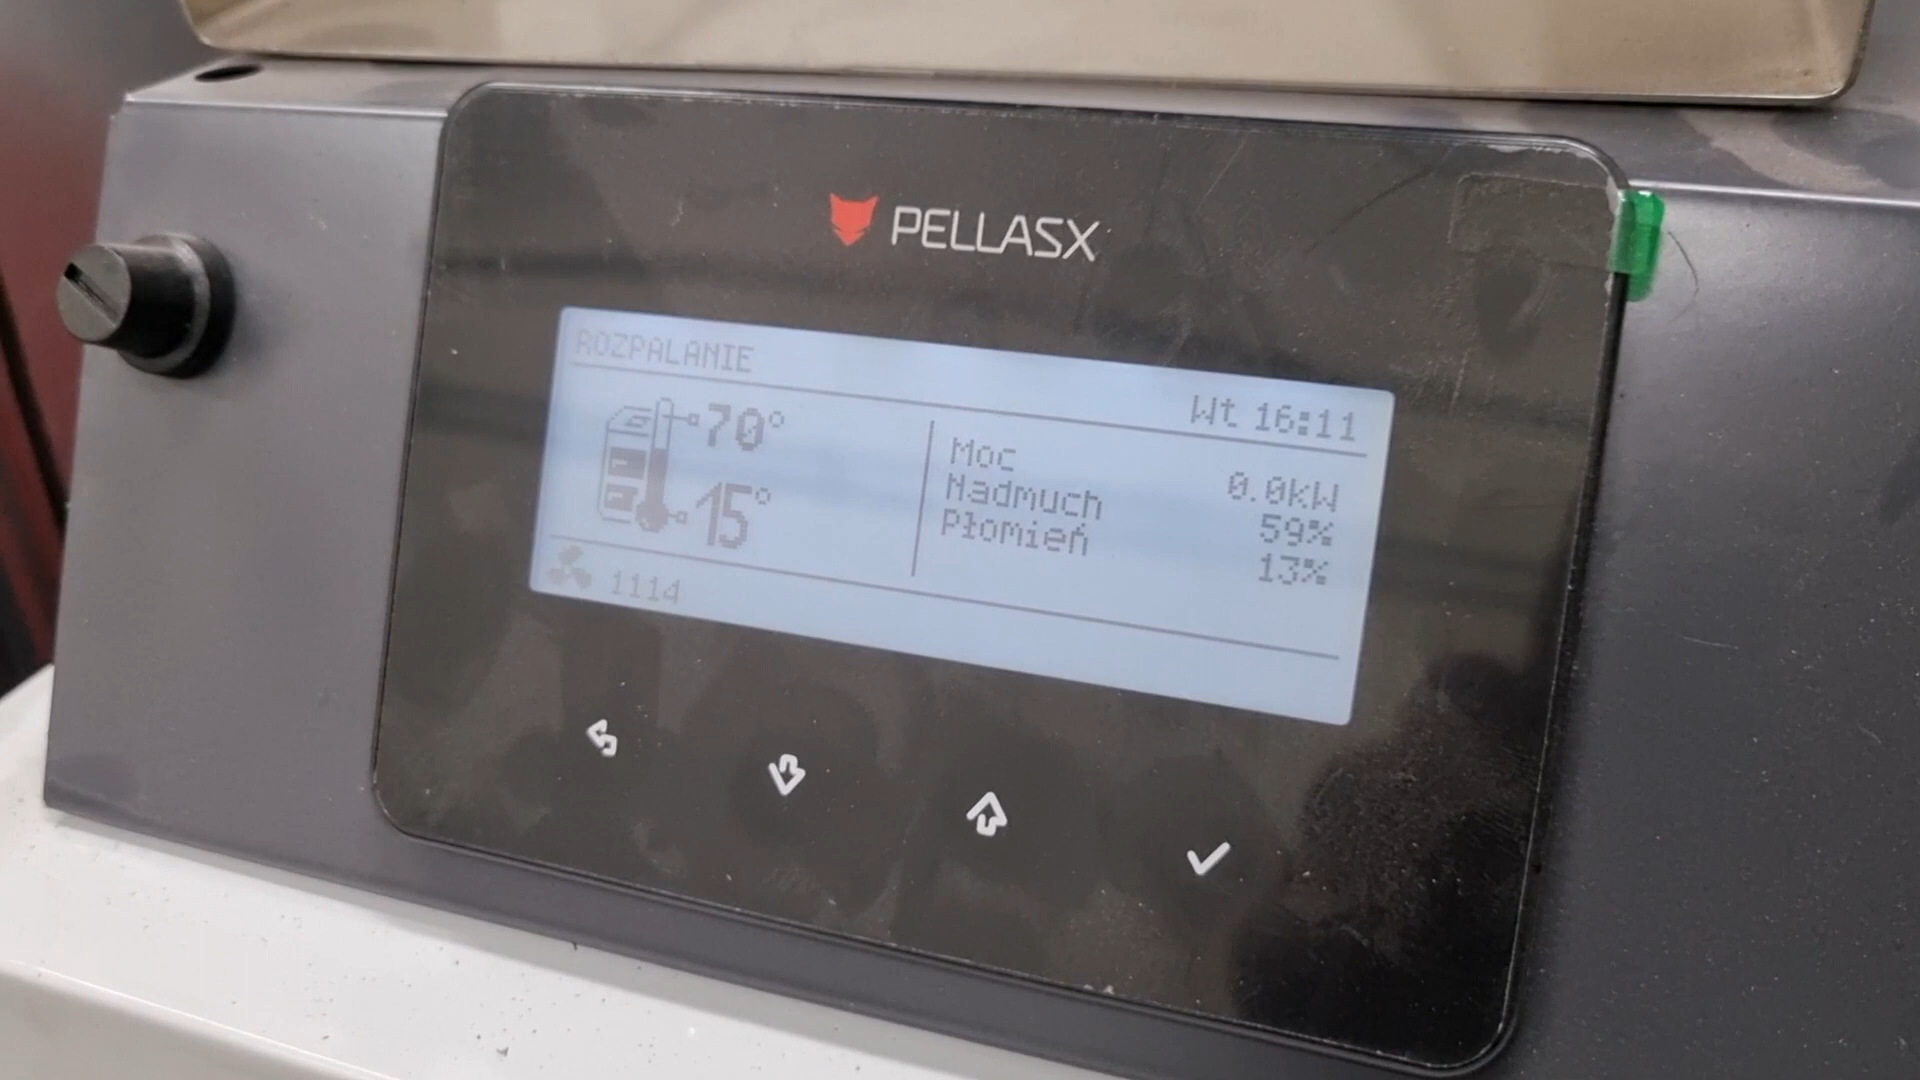 PELLASX
ROZPALANIE
Wt 16:11
70°
15°
Moc 0.0kW
Nadmuch 59%
Płomień 13%
1114